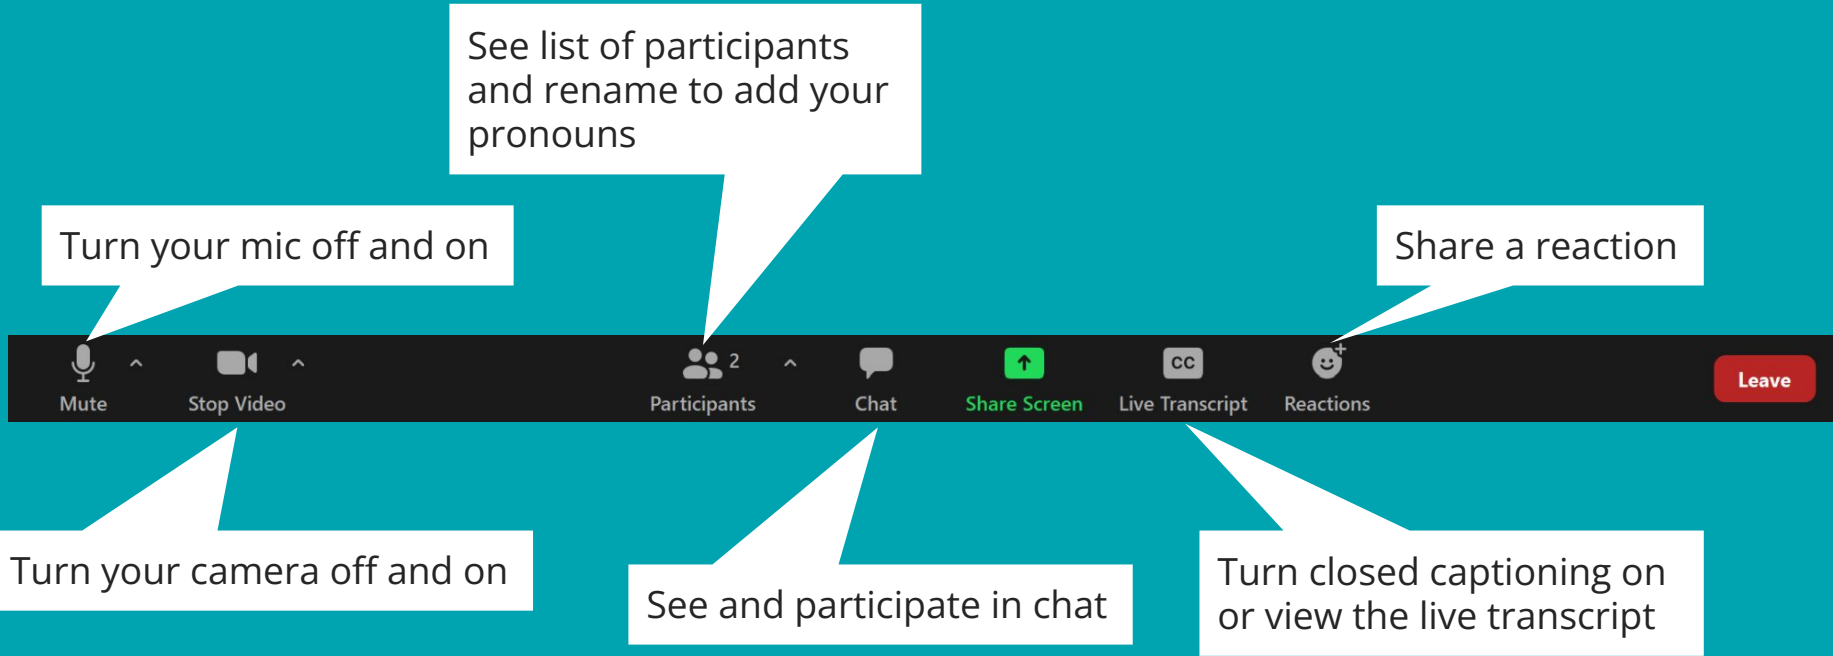 See list of participants
and rename to add your
pronouns
Turn your mic off and on
Share a reaction
2
CC
Mute
Stop Video
Participants
Chat
Share Screen
Live Transcript
Reactions
Leave
Turn your camera off and on
See and participate in chat
Turn closed captioning on
or view the live transcript